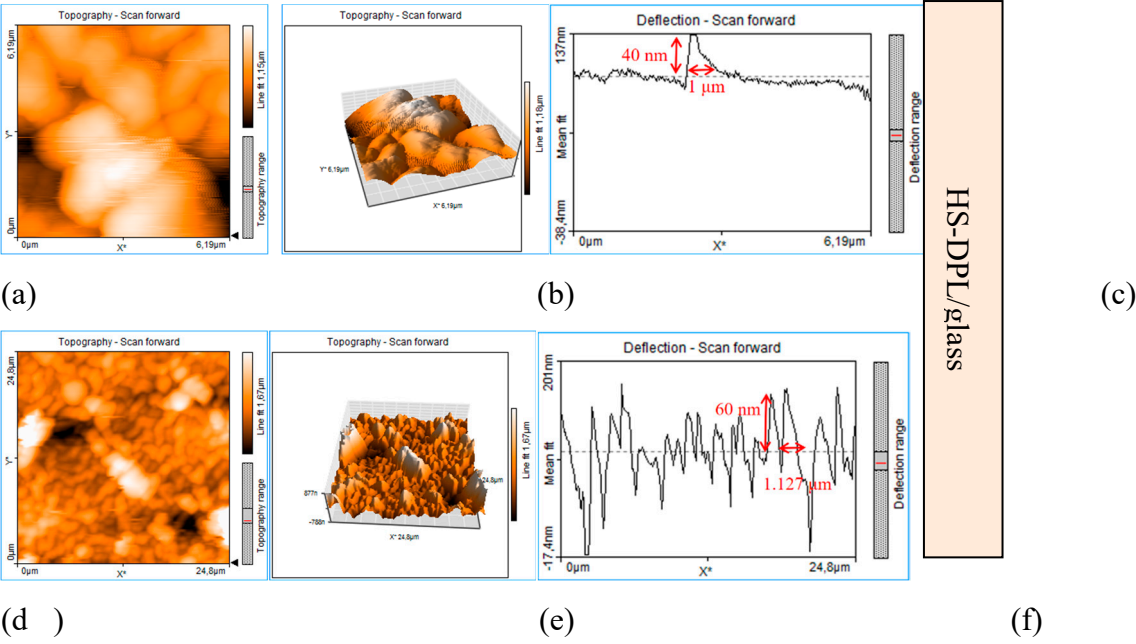 Topography - Scan forward
6,19µm
Y*
0µm
0µm
X*
6,19µm
Line fit 1,15µm
Topography range
Topography - Scan forward
Y* 6,19µm
X* 6,19µm
Line fit 1,18µm
Deflection - Scan forward
137nm
Mean fit
-38,4nm
40 nm
1 µm
0µm
X*
6,19µm
Deflection range
HS-DPL/glass
(a)
(b)
(c)
Topography - Scan forward
24,8µm
Y*
0µm
0µm
X*
24,8µm
Line fit 1,67µm
Topography range
Topography - Scan forward
877n
-788n
24,8µm
X* 24,8µm
Line fit 1,67µm
Deflection - Scan forward
201nm
Mean fit
-17,4nm
60 nm
1.127 µm
0µm
X*
24,8µm
Deflection range
(d )
(e)
(f)